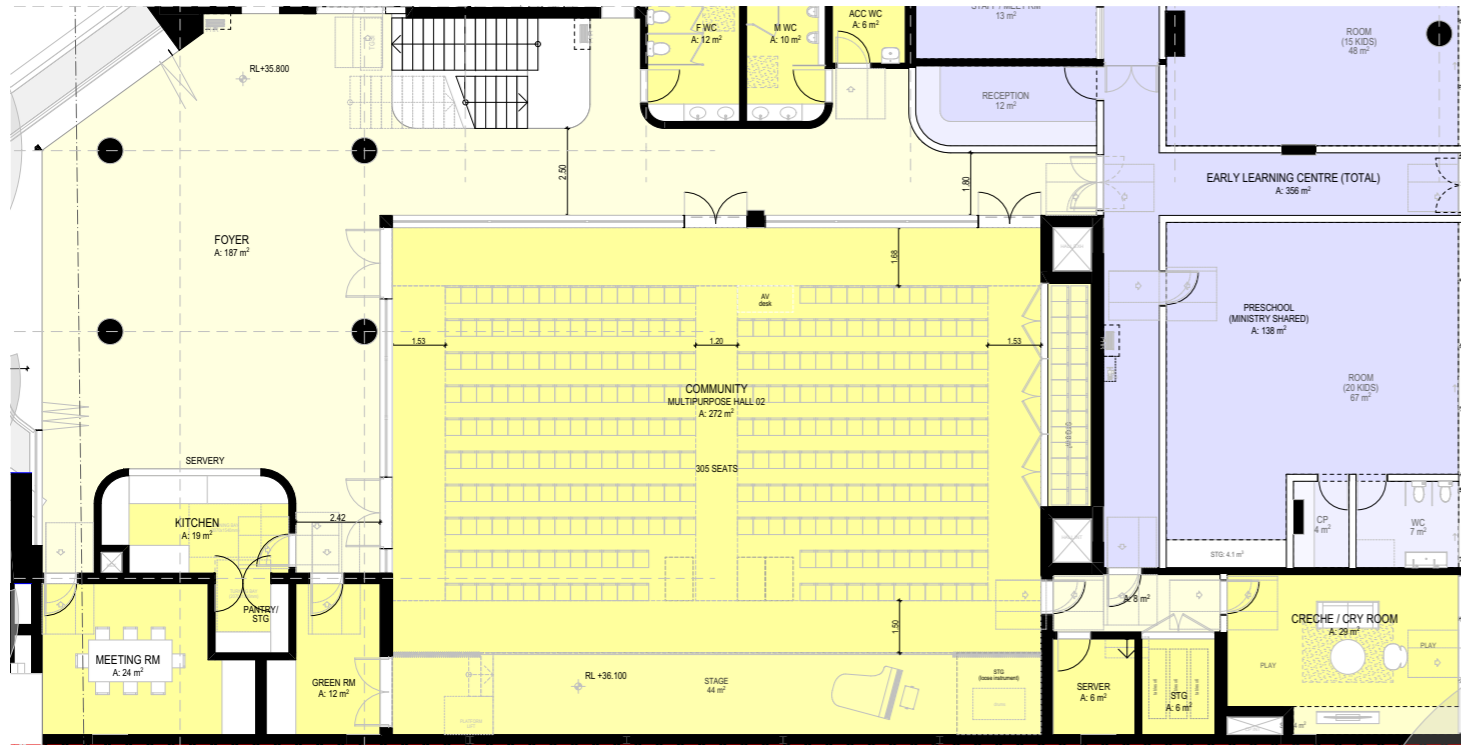 STAFF / MEET RM
13 m²
ACC WC
A: 6 m²
F WC
A: 12 m²
M WC
A: 10 m²
ROOM
(15 KIDS)
48 m²
RL+35.800
RECEPTION
12 m²
2.50
1.80
EARLY LEARNING CENTRE (TOTAL)
A: 356 m²
FOYER
A: 187 m²
1.68
AV
desk
PRESCHOOL
(MINISTRY SHARED)
A: 138 m²
1.53
1.20
1.53
COMMUNITY
MULTIPURPOSE HALL 02
A: 272 m²
ROOM
(20 KIDS)
67 m²
SERVERY
305 SEATS
KITCHEN
A: 19 m²
2.42
CP
4 m²
WC
7 m²
STG: 4.1 m²
PANTRY/
STG
A: 8 m²
1.50
CRECHE / CRY ROOM
A: 29 m²
MEETING RM
A: 24 m²
GREEN RM
A: 12 m²
RL +36.100
STAGE
44 m²
STG
(loose instrument)
SERVER
A: 6 m²
STG
A: 6 m²
PLAY
PLAY
PLATFORM
LIFT